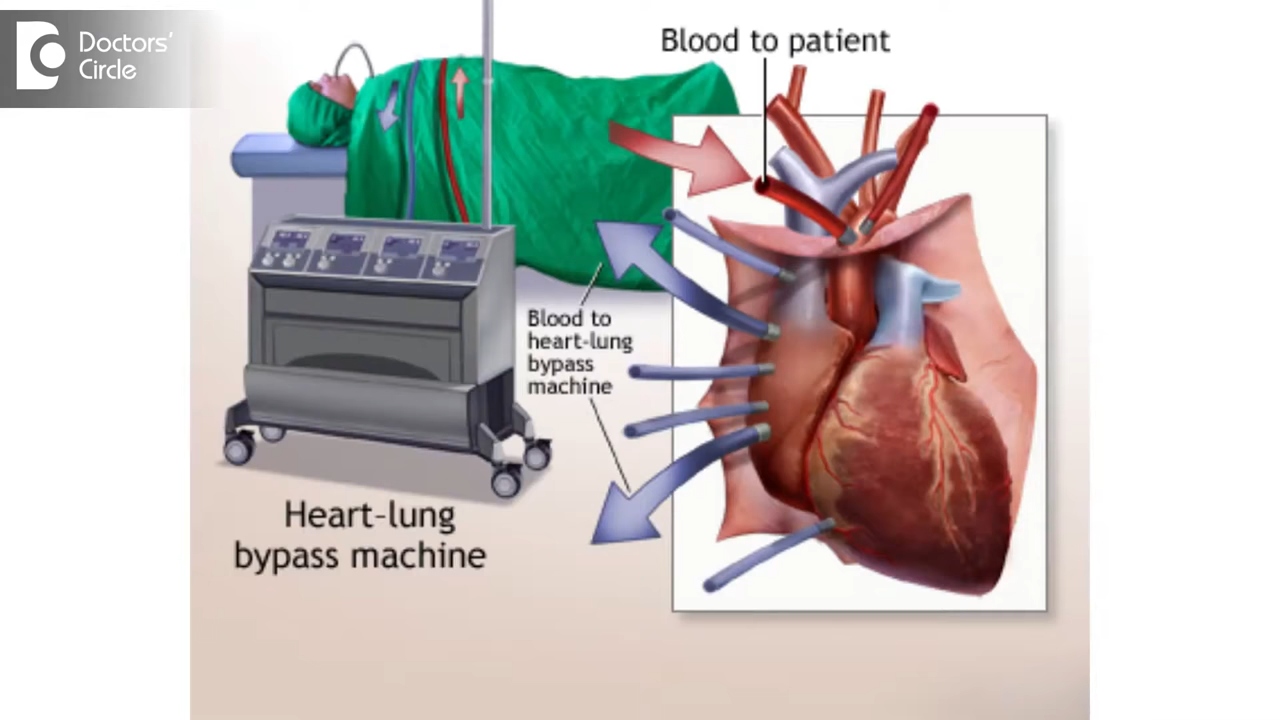 Doctors'
Circle
Blood to patient
Blood to
heart-lung
bypass
machine
Heart-lung
bypass machine